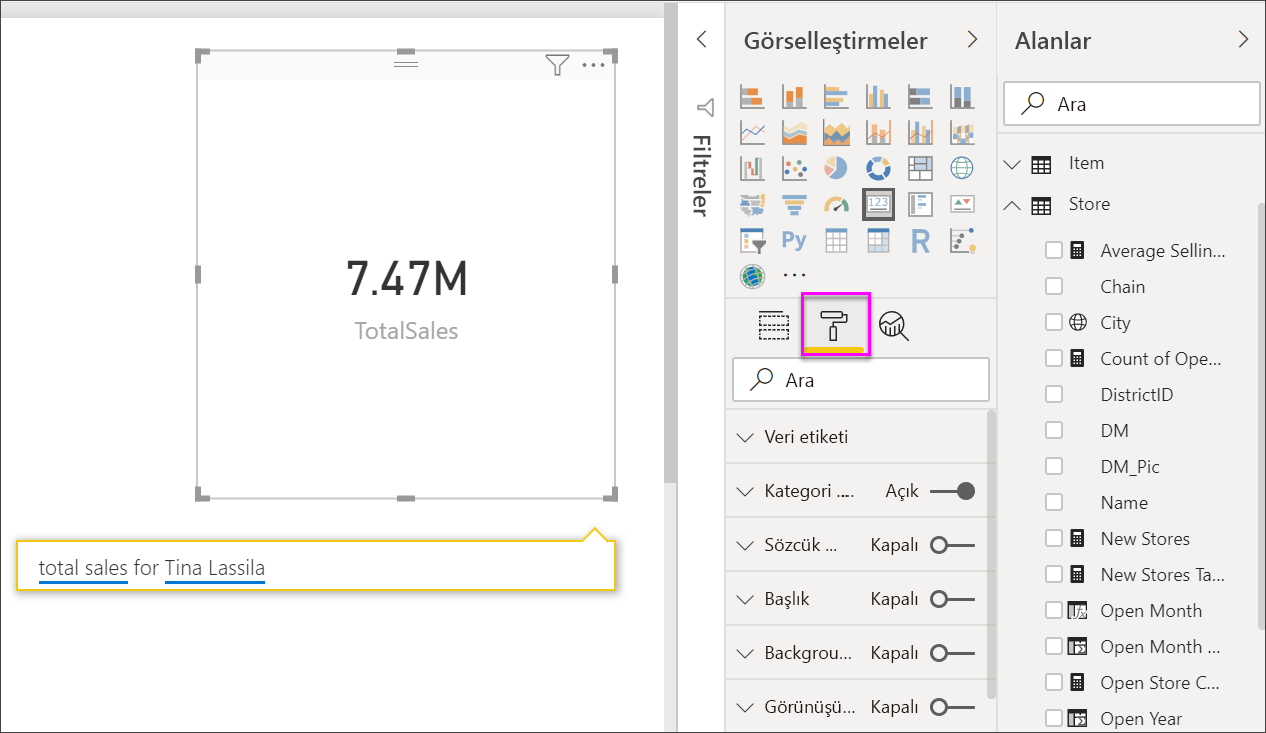 7.47M
TotalSales
total sales for Tina Lassila
Filtreler
Görselleştirmeler
123
Py
R
Ara
Veri etiketi
Kategori .... Açık
Sözcük ... Kapalı
Başlık Kapalı
Backgrou... Kapalı
Görünüşü... Kapalı
Alanlar
Ara
Item
Store
Average Sellin...
Chain
City
Count of Ope...
DistrictID
DM
DM_Pic
Name
New Stores
New Stores Ta...
Open Month
Open Month ...
Open Store C...
Open Year